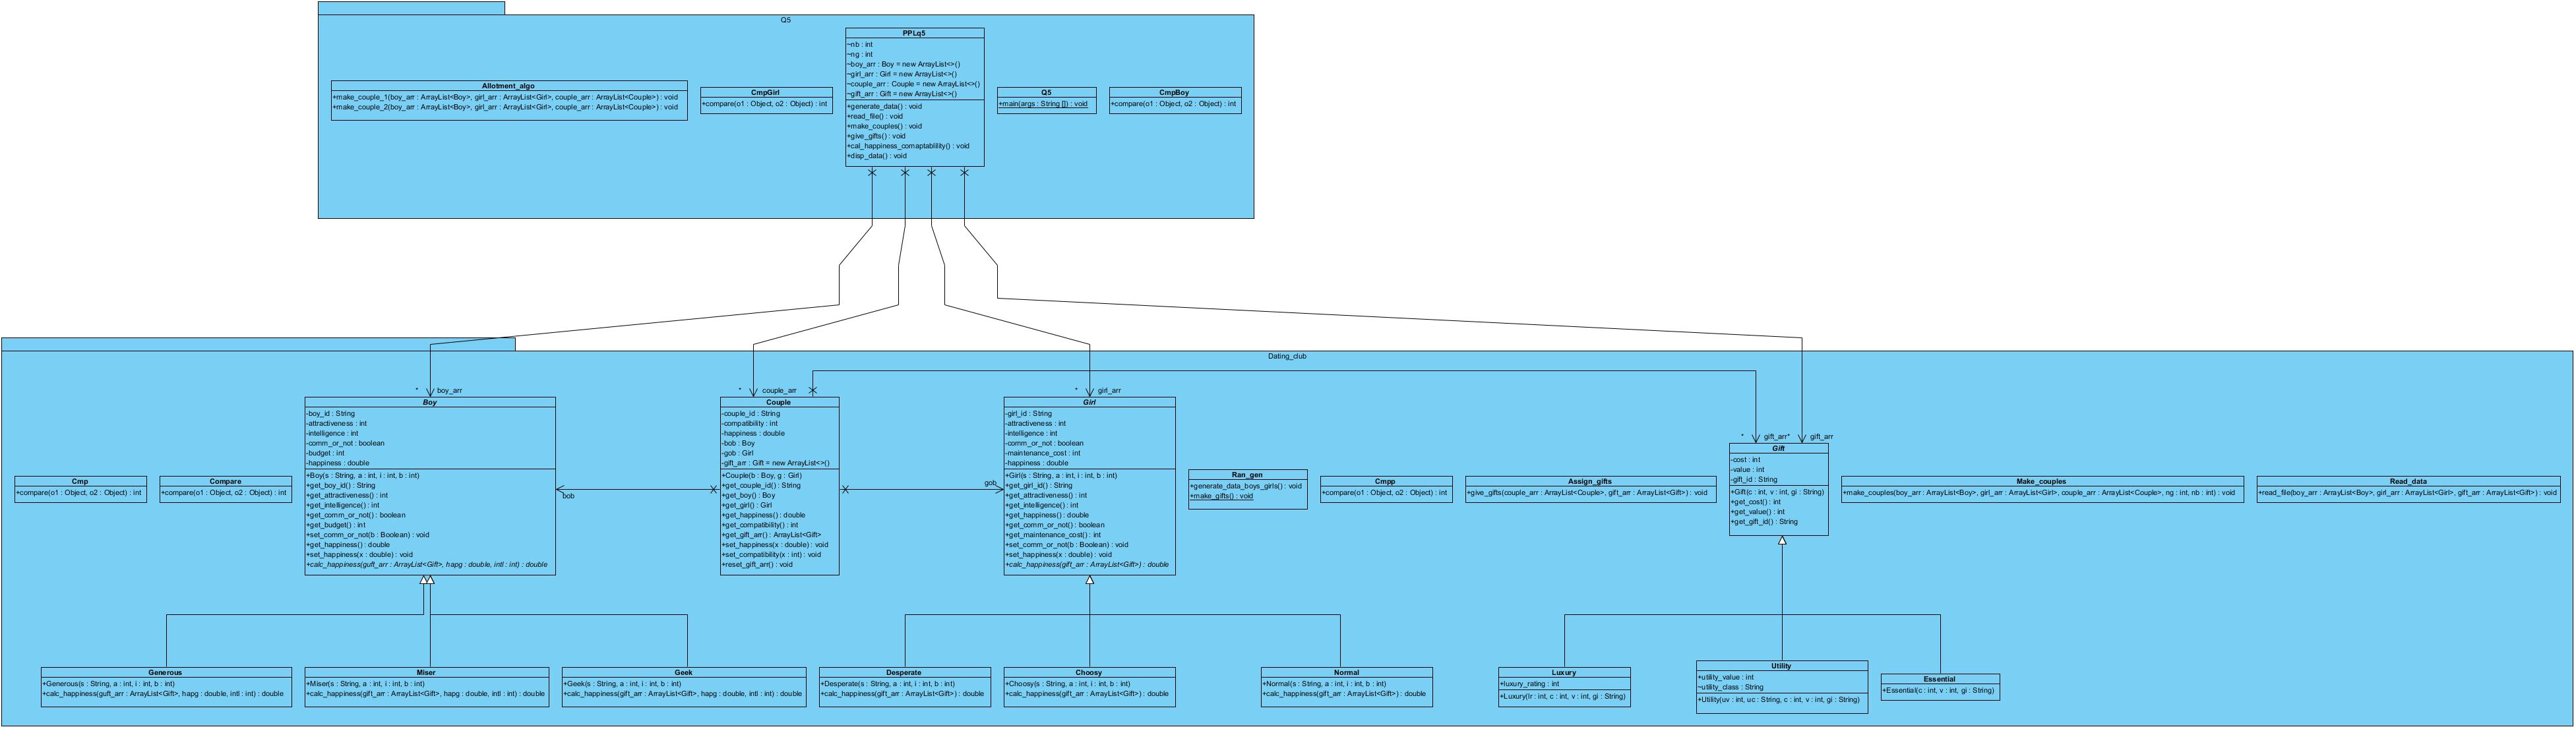 Q5
PPLq5
~nb : int
~ng : int
~boy_arr : Boy = new ArrayList<>()
~girl_arr : Girl = new ArrayList<>()
~couple_arr : Couple = new ArrayList<>()
~gift_arr : Gift = new ArrayList<>()
+generate_data() : void
+read_file() : void
+make_couples() : void
+give_gifts() : void
+cal_happiness_comaptablility() : void
+disp_data() : void
Allotment_algo
+make_couple_1(boy_arr : ArrayList<Boy>, girl_arr : ArrayList<Girl>, couple_arr : ArrayList<Couple>) : void
+make_couple_2(boy_arr : ArrayList<Boy>, girl_arr : ArrayList<Girl>, couple_arr : ArrayList<Couple>) : void
CmpGirl
+compare(o1 : Object, o2 : Object) : int
Q5
+main(args : String []) : void
CmpBoy
+compare(o1 : Object, o2 : Object) : int
Dating_club
* boy_arr
* couple_arr
* girl_arr
* gift_arr* gift_arr
Boy
-boy_id : String
-attractiveness : int
-intelligence : int
-comm_or_not : boolean
-budget : int
-happiness : double
+Boy(s : String, a : int, i : int, b : int)
+get_boy_id() : String
+get_attractiveness() : int
+get_intelligence() : int
+get_comm_or_not() : boolean
+get_budget() : int
+set_comm_or_not(b : Boolean) : void
+get_happiness() : double
+set_happiness(x : double) : void
+calc_happiness(guft_arr : ArrayList<Gift>, hapg : double, intl : int) : double
Couple
-couple_id : String
-compatibility : int
-happiness : double
-bob : Boy
-gob : Girl
-gift_arr : Gift = new ArrayList<>()
+Couple(b : Boy, g : Girl)
+get_couple_id() : String
+get_boy() : Boy
+get_girl() : Girl
+get_happiness() : double
+get_compatibility() : int
+get_gift_arr() : ArrayList<Gift>
+set_happiness(x : double) : void
+set_compatibility(x : int) : void
+reset_gift_arr() : void
bob
gob
Girl
-girl_id : String
-attractiveness : int
-intelligence : int
-comm_or_not : boolean
-maintenance_cost : int
-happiness : double
+Girl(s : String, a : int, i : int, b : int)
+get_girl_id() : String
+get_attractiveness() : int
+get_intelligence() : int
+get_happiness() : double
+get_comm_or_not() : boolean
+get_maintenance_cost() : int
+set_comm_or_not(b : Boolean) : void
+set_happiness(x : double) : void
+calc_happiness(gift_arr : ArrayList<Gift>) : double
Gift
-cost : int
-value : int
-gift_id : String
+Gift(c : int, v : int, gi : String)
+get_cost() : int
+get_value() : int
+get_gift_id() : String
Cmp
+compare(o1 : Object, o2 : Object) : int
Compare
+compare(o1 : Object, o2 : Object) : int
Ran_gen
+generate_data_boys_girls() : void
+make_gifts() : void
Cmpp
+compare(o1 : Object, o2 : Object) : int
Assign_gifts
+give_gifts(couple_arr : ArrayList<Couple>, gift_arr : ArrayList<Gift>) : void
Make_couples
+make_couples(boy_arr : ArrayList<Boy>, girl_arr : ArrayList<Girl>, couple_arr : ArrayList<Couple>, ng : int, nb : int) : void
Read_data
+read_file(boy_arr : ArrayList<Boy>, girl_arr : ArrayList<Girl>, gift_arr : ArrayList<Gift>) : void
Generous
+Generous(s : String, a : int, i : int, b : int)
+calc_happiness(guft_arr : ArrayList<Gift>, hapg : double, intl : int) : double
Miser
+Miser(s : String, a : int, i : int, b : int)
+calc_happiness(gift_arr : ArrayList<Gift>, hapg : double, intl : int) : double
Geek
+Geek(s : String, a : int, i : int, b : int)
+calc_happiness(gift_arr : ArrayList<Gift>, hapg : double, intl : int) : double
Desperate
+Desperate(s : String, a : int, i : int, b : int)
+calc_happiness(gift_arr : ArrayList<Gift>) : double
Choosy
+Choosy(s : String, a : int, i : int, b : int)
+calc_happiness(gift_arr : ArrayList<Gift>) : double
Normal
+Normal(s : String, a : int, i : int, b : int)
+calc_happiness(gift_arr : ArrayList<Gift>) : double
Luxury
+luxury_rating : int
+Luxury(lr : int, c : int, v : int, gi : String)
Utility
+utility_value : int
~utility_class : String
+Utility(uv : int, uc : String, c : int, v : int, gi : String)
Essential
+Essential(c : int, v : int, gi : String)